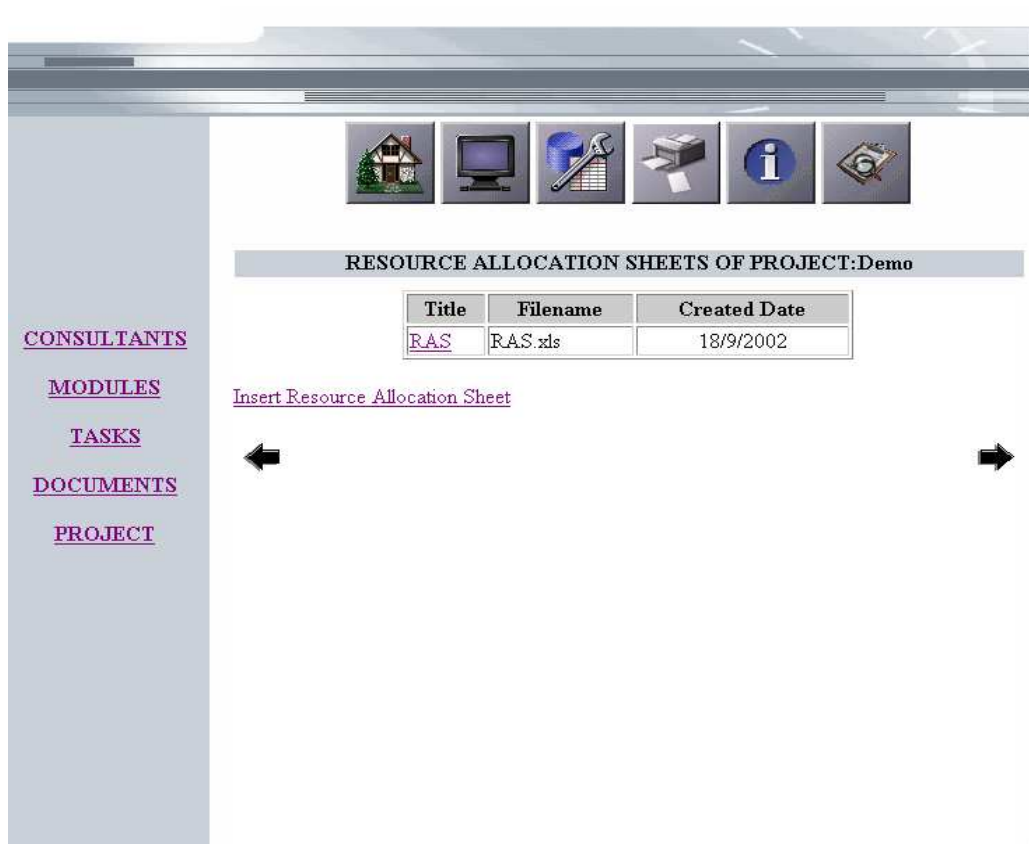 RESOURCE ALLOCATION SHEETS OF PROJECT:Demo
Title Filename Created Date
RAS RAS.xls 18/9/2002
Insert Resource Allocation Sheet
CONSULTANTS
MODULES
TASKS
DOCUMENTS
PROJECT